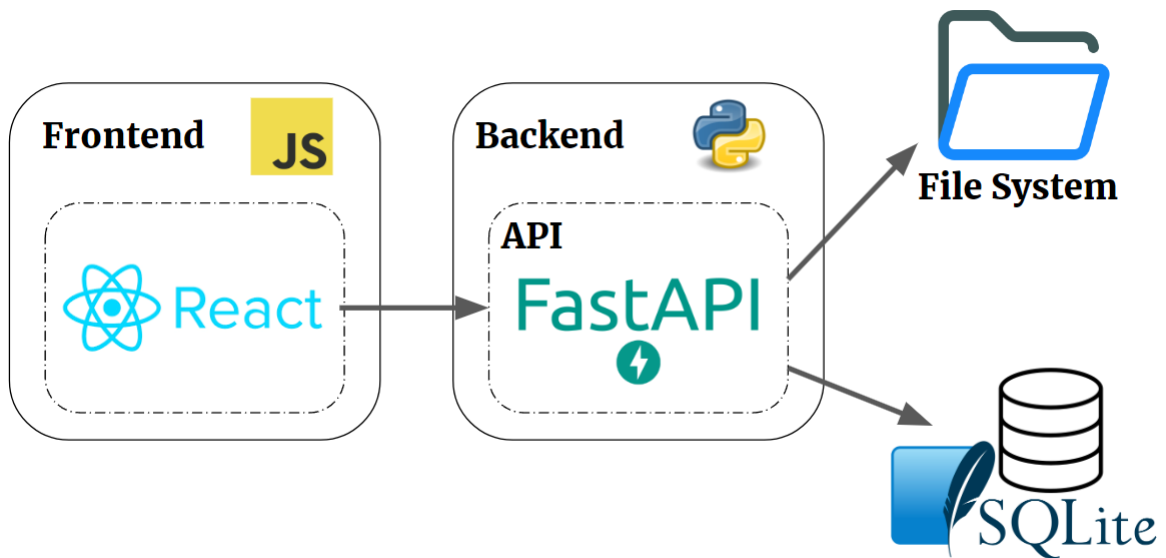 Frontend
JS
React
Backend
API
FastAPI
File System
SQLite